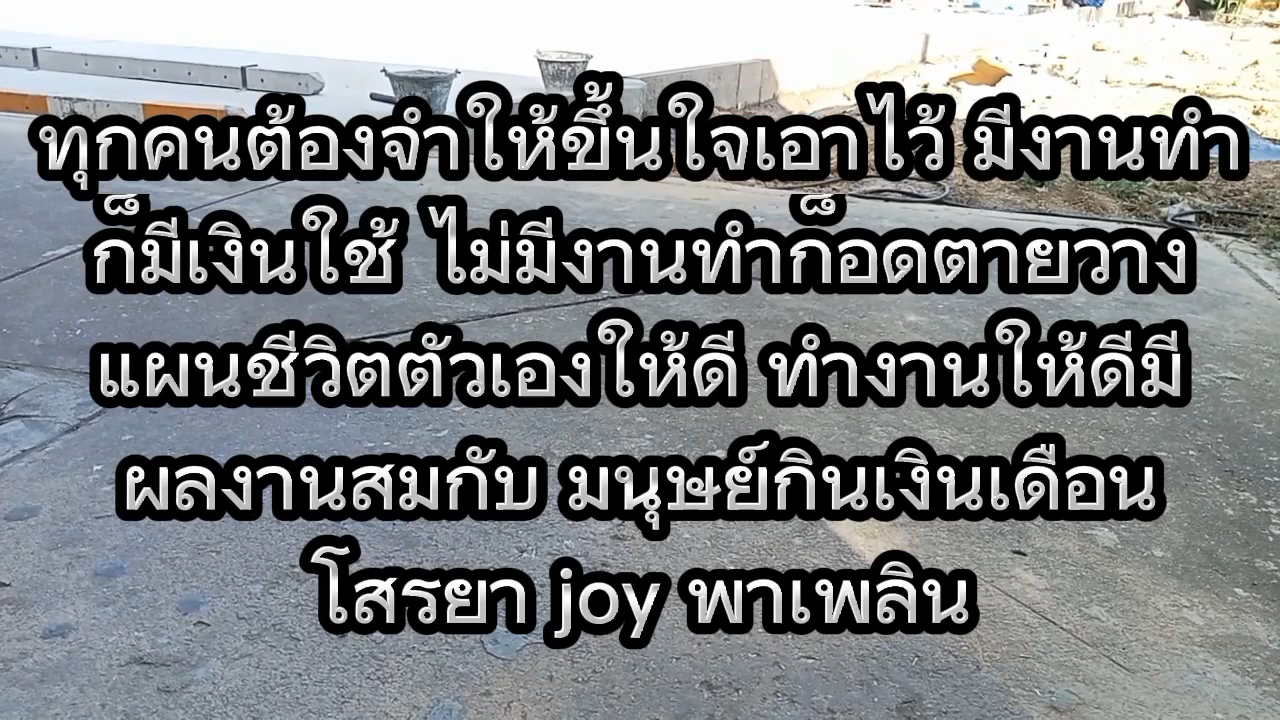 ทุกคนต้องจำให้ขึ้นใจเอาไว้ มีงานทำ
ก็มีเงินใช้ ไม่มีงานทำก็อดตายวาง
แผนชีวิตตัวเองให้ดี ทำงานให้ดีมี
ผลงานสมกับ มนุษย์กินเงินเดือน
โสรยา joy พาเพลิน